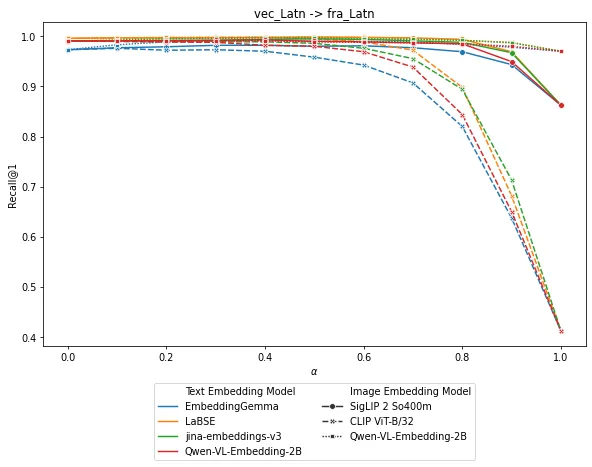 vec_Latn -> fra_Latn
Recall@1
1.0
0.9
0.8
0.7
0.6
0.5
0.4
0.0
0.2
0.4
0.6
0.8
1.0
α
Text Embedding Model
EmbeddingGemma
LaBSE
jina-embeddings-v3
Qwen-VL-Embedding-2B
Image Embedding Model
SigLIP 2 So400m
CLIP ViT-B/32
Qwen-VL-Embedding-2B